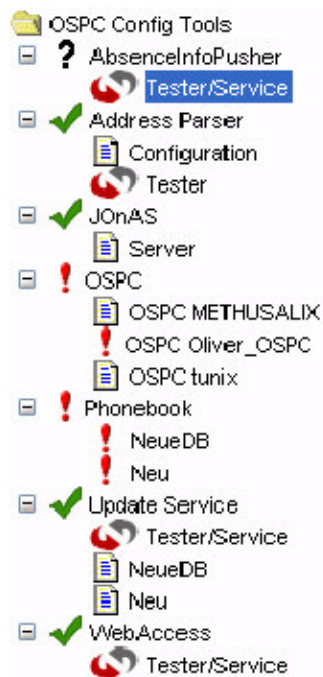 OSPC Config Tools
AbsenceInfoPusher
Tester/Service
Address Parser
Configuration
Tester
JOnAS
Server
OSPC
OSPC METHUSALIX
OSPC Oliver_OSPC
OSPC tunix
Phonebook
NeueDB
Neu
Update Service
Tester/Service
NeueDB
Neu
WebAccess
Tester/Service